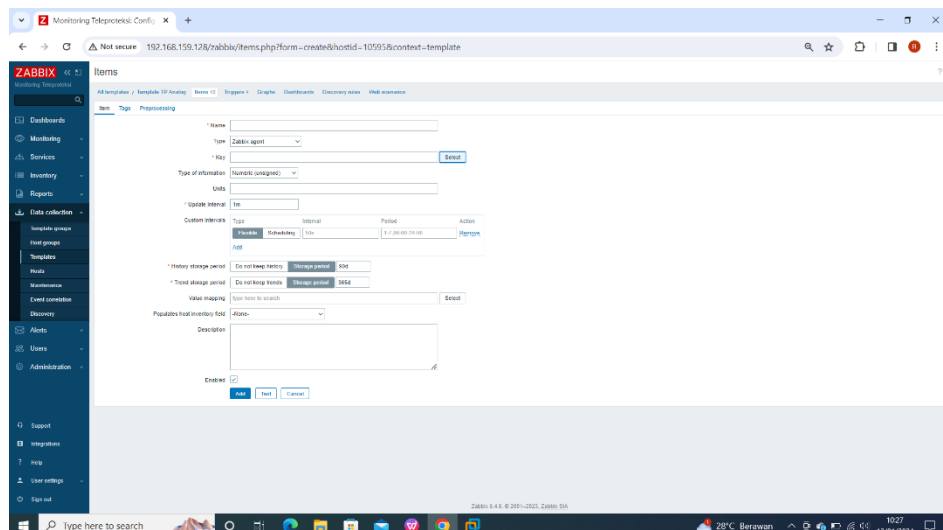 Monitoring Teleproteksi: Config
Not secure 192.168.159.128/zabbix/items.php?form=create&hostid=10595&context=template
ZABBIX
Monitoring Teleproteksi
Items
All templates / Template TP Analog Items Triggers Graphs Dashboards Discovery rules Web scenarios
Item Tags Preprocessing
Dashboards
Monitoring
Services
Inventory
Reports
Data collection
Template groups
Host groups
Templates
Hosts
Maintenance
Event correlation
Discovery
Alerts
Users
Administration
Support
Integrations
Help
User settings
Sign out
* Name
Type Zabbix agent
* Key Select
Type of information Numeric (unsigned)
Units
* Update interval 1m
Custom intervals Type Interval Period Action
Flexible Scheduling 50s 1-7,00:00-24:00 Remove
Add
* History storage period Do not keep history Storage period 90d
* Trend storage period Do not keep trends Storage period 365d
Value mapping type here to search Select
Populates host inventory field -None-
Description
Enabled
Add Test Cancel
Zabbix 6.4.8. © 2001–2023, Zabbix SIA
Type here to search
28°C Berawan
10:27